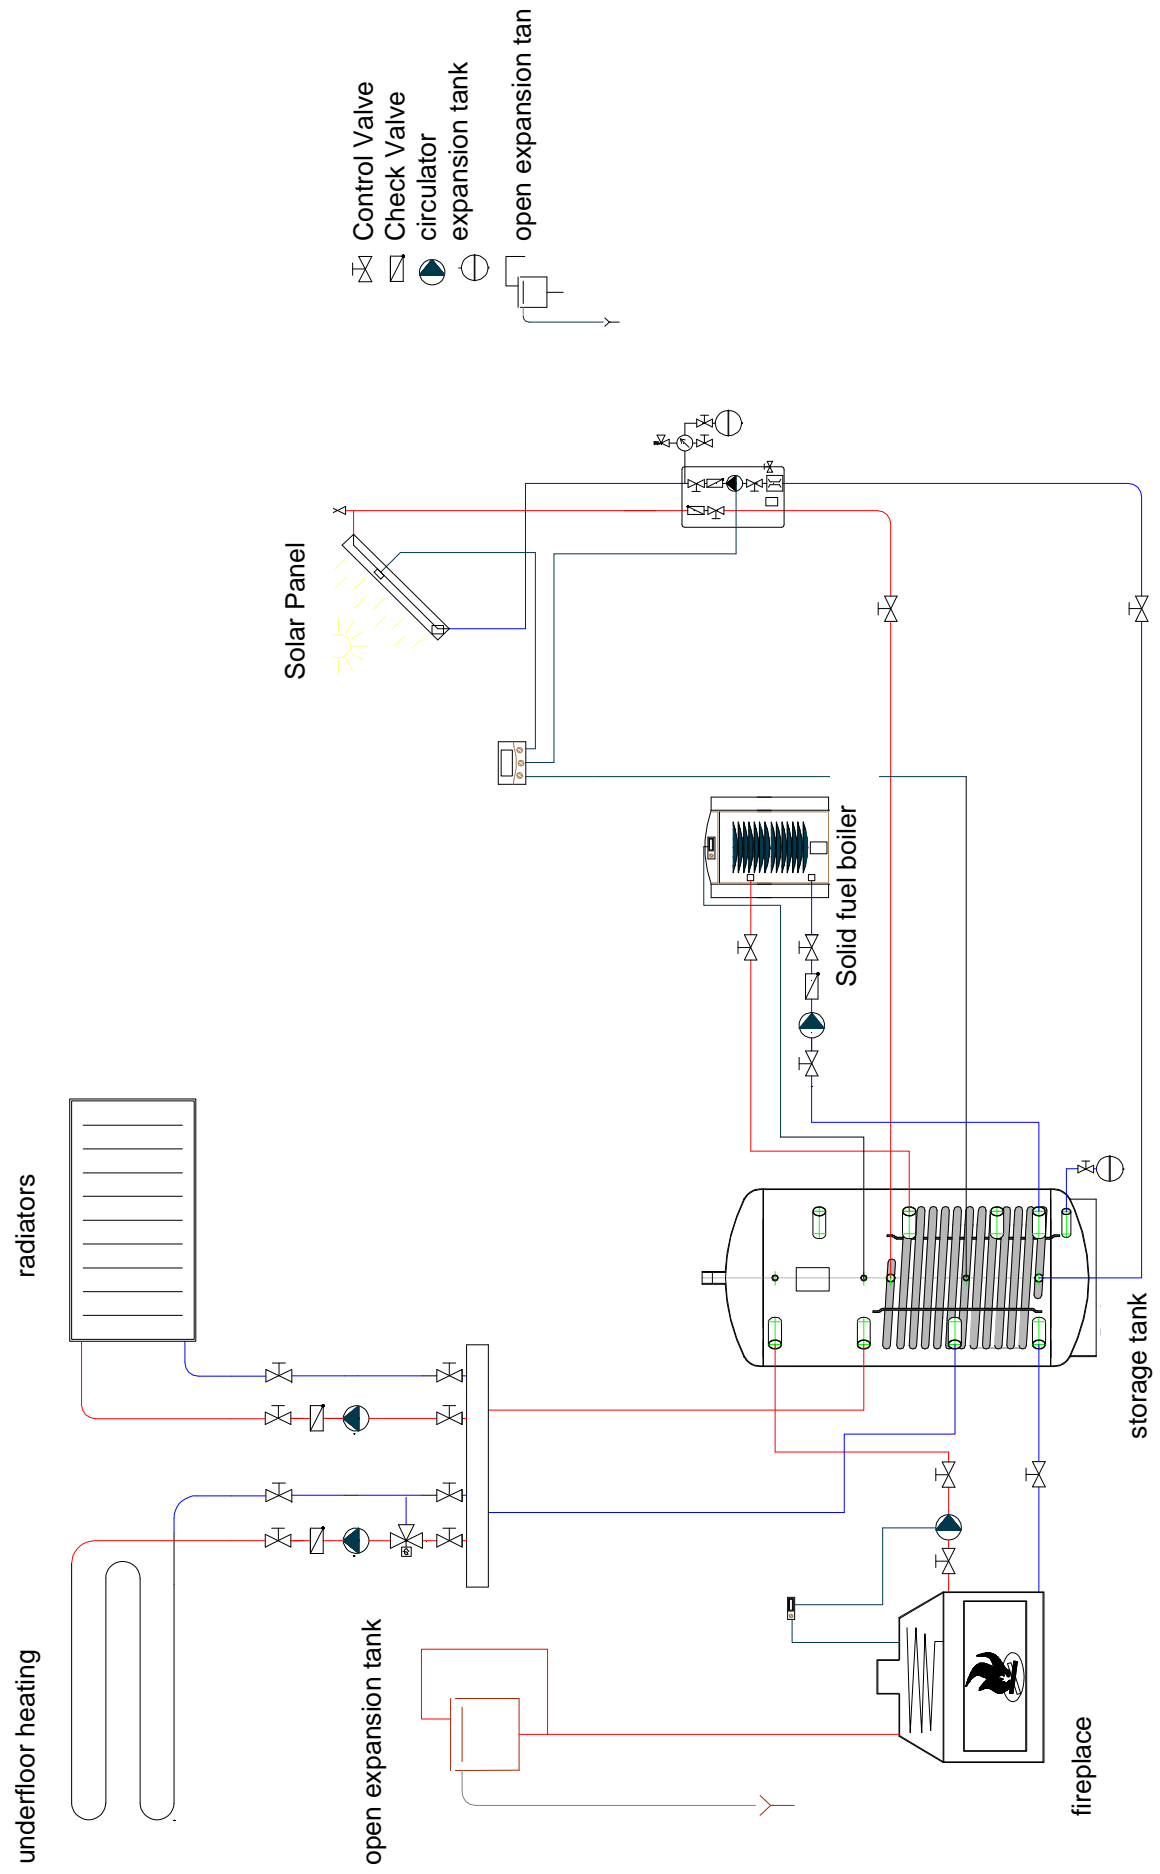 underfloor heating
radiators
open expansion tank
Solar Panel
Control Valve
Check Valve
circulator
expansion tank
open expansion tan
Solid fuel boiler
fireplace
storage tank